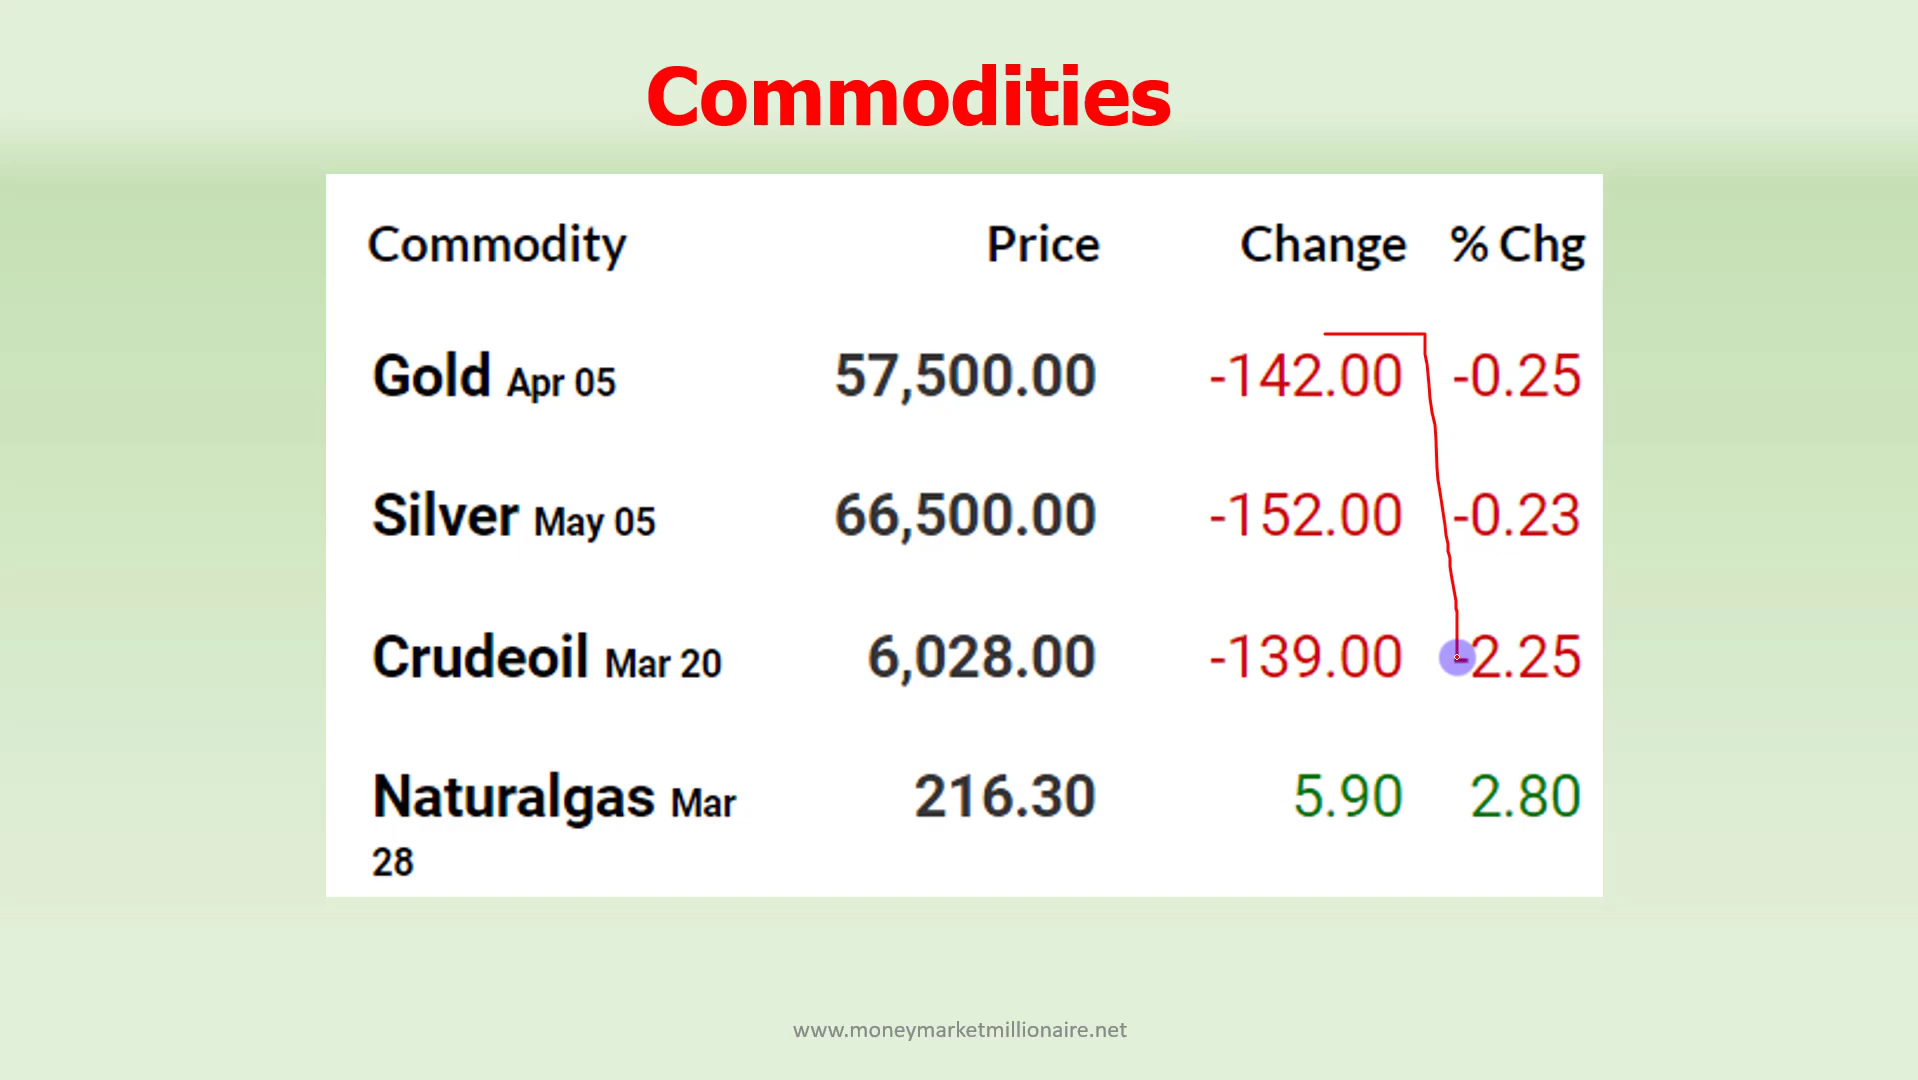 Commodities
Commodity Price Change % Chg
Gold Apr 05 57,500.00 -142.00 -0.25
Silver May 05 66,500.00 -152.00 -0.23
Crudeoil Mar 20 6,028.00 -139.00 -2.25
Naturalgas Mar 216.30 5.90 2.80
28
www.moneymarketmillionaire.net